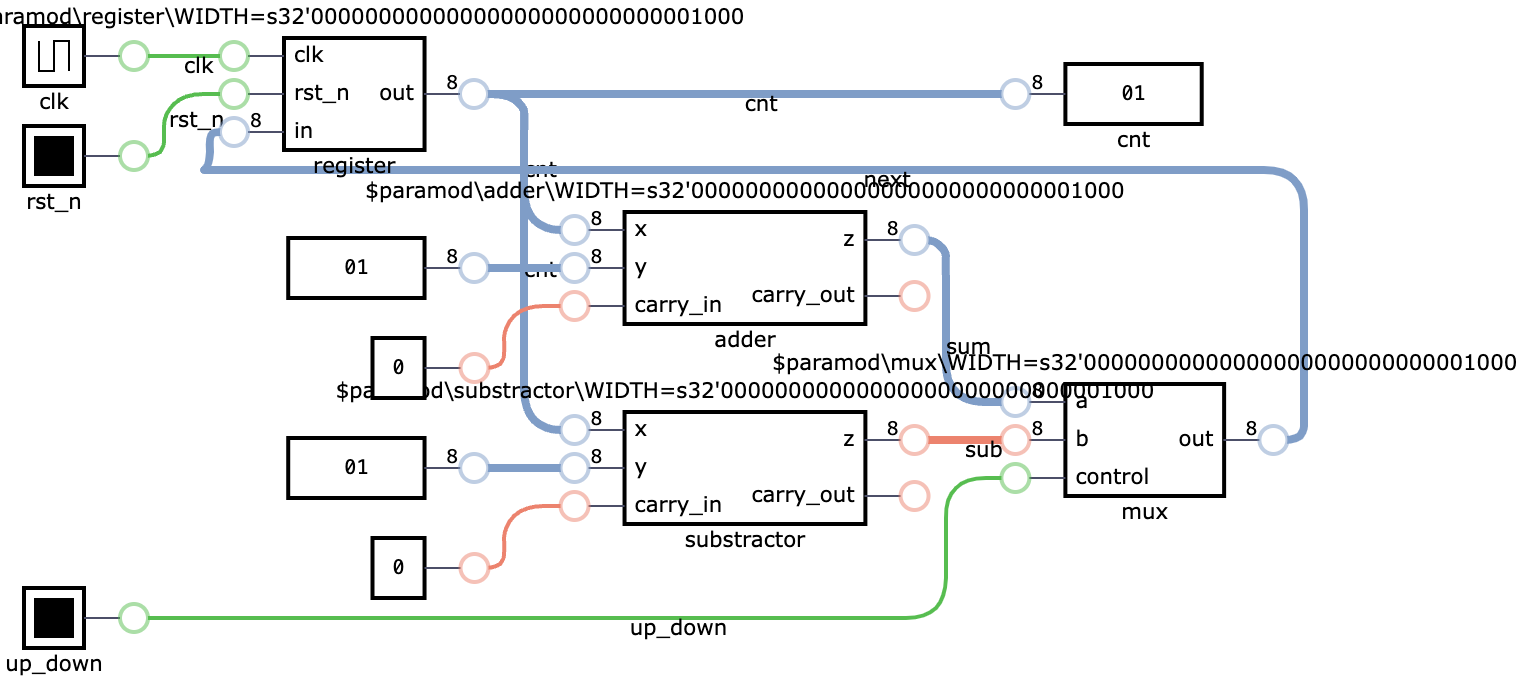 ramod\register\WIDTH=s32'00000000000000000000000000001000
clk
rst_n
in
out
8
8
register
clk
clk
rst_n
rst_n
cnt
8
01
cnt
cnt
next
$paramod\adder\WIDTH=s32'00000000000000000000000000001000
01
8
8
8
cnt
x
y
carry_in
z
carry_out
8
adder
0
sum
$paramod\mux\WIDTH=s32'00000000000000000000000000001000
$paramod\substractor\WIDTH=s32'00000000000000000000000000001000
01
8
8
8
x
y
carry_in
z
carry_out
8
substractor
0
sub
8
8
a
b
control
out
8
mux
up_down
up_down